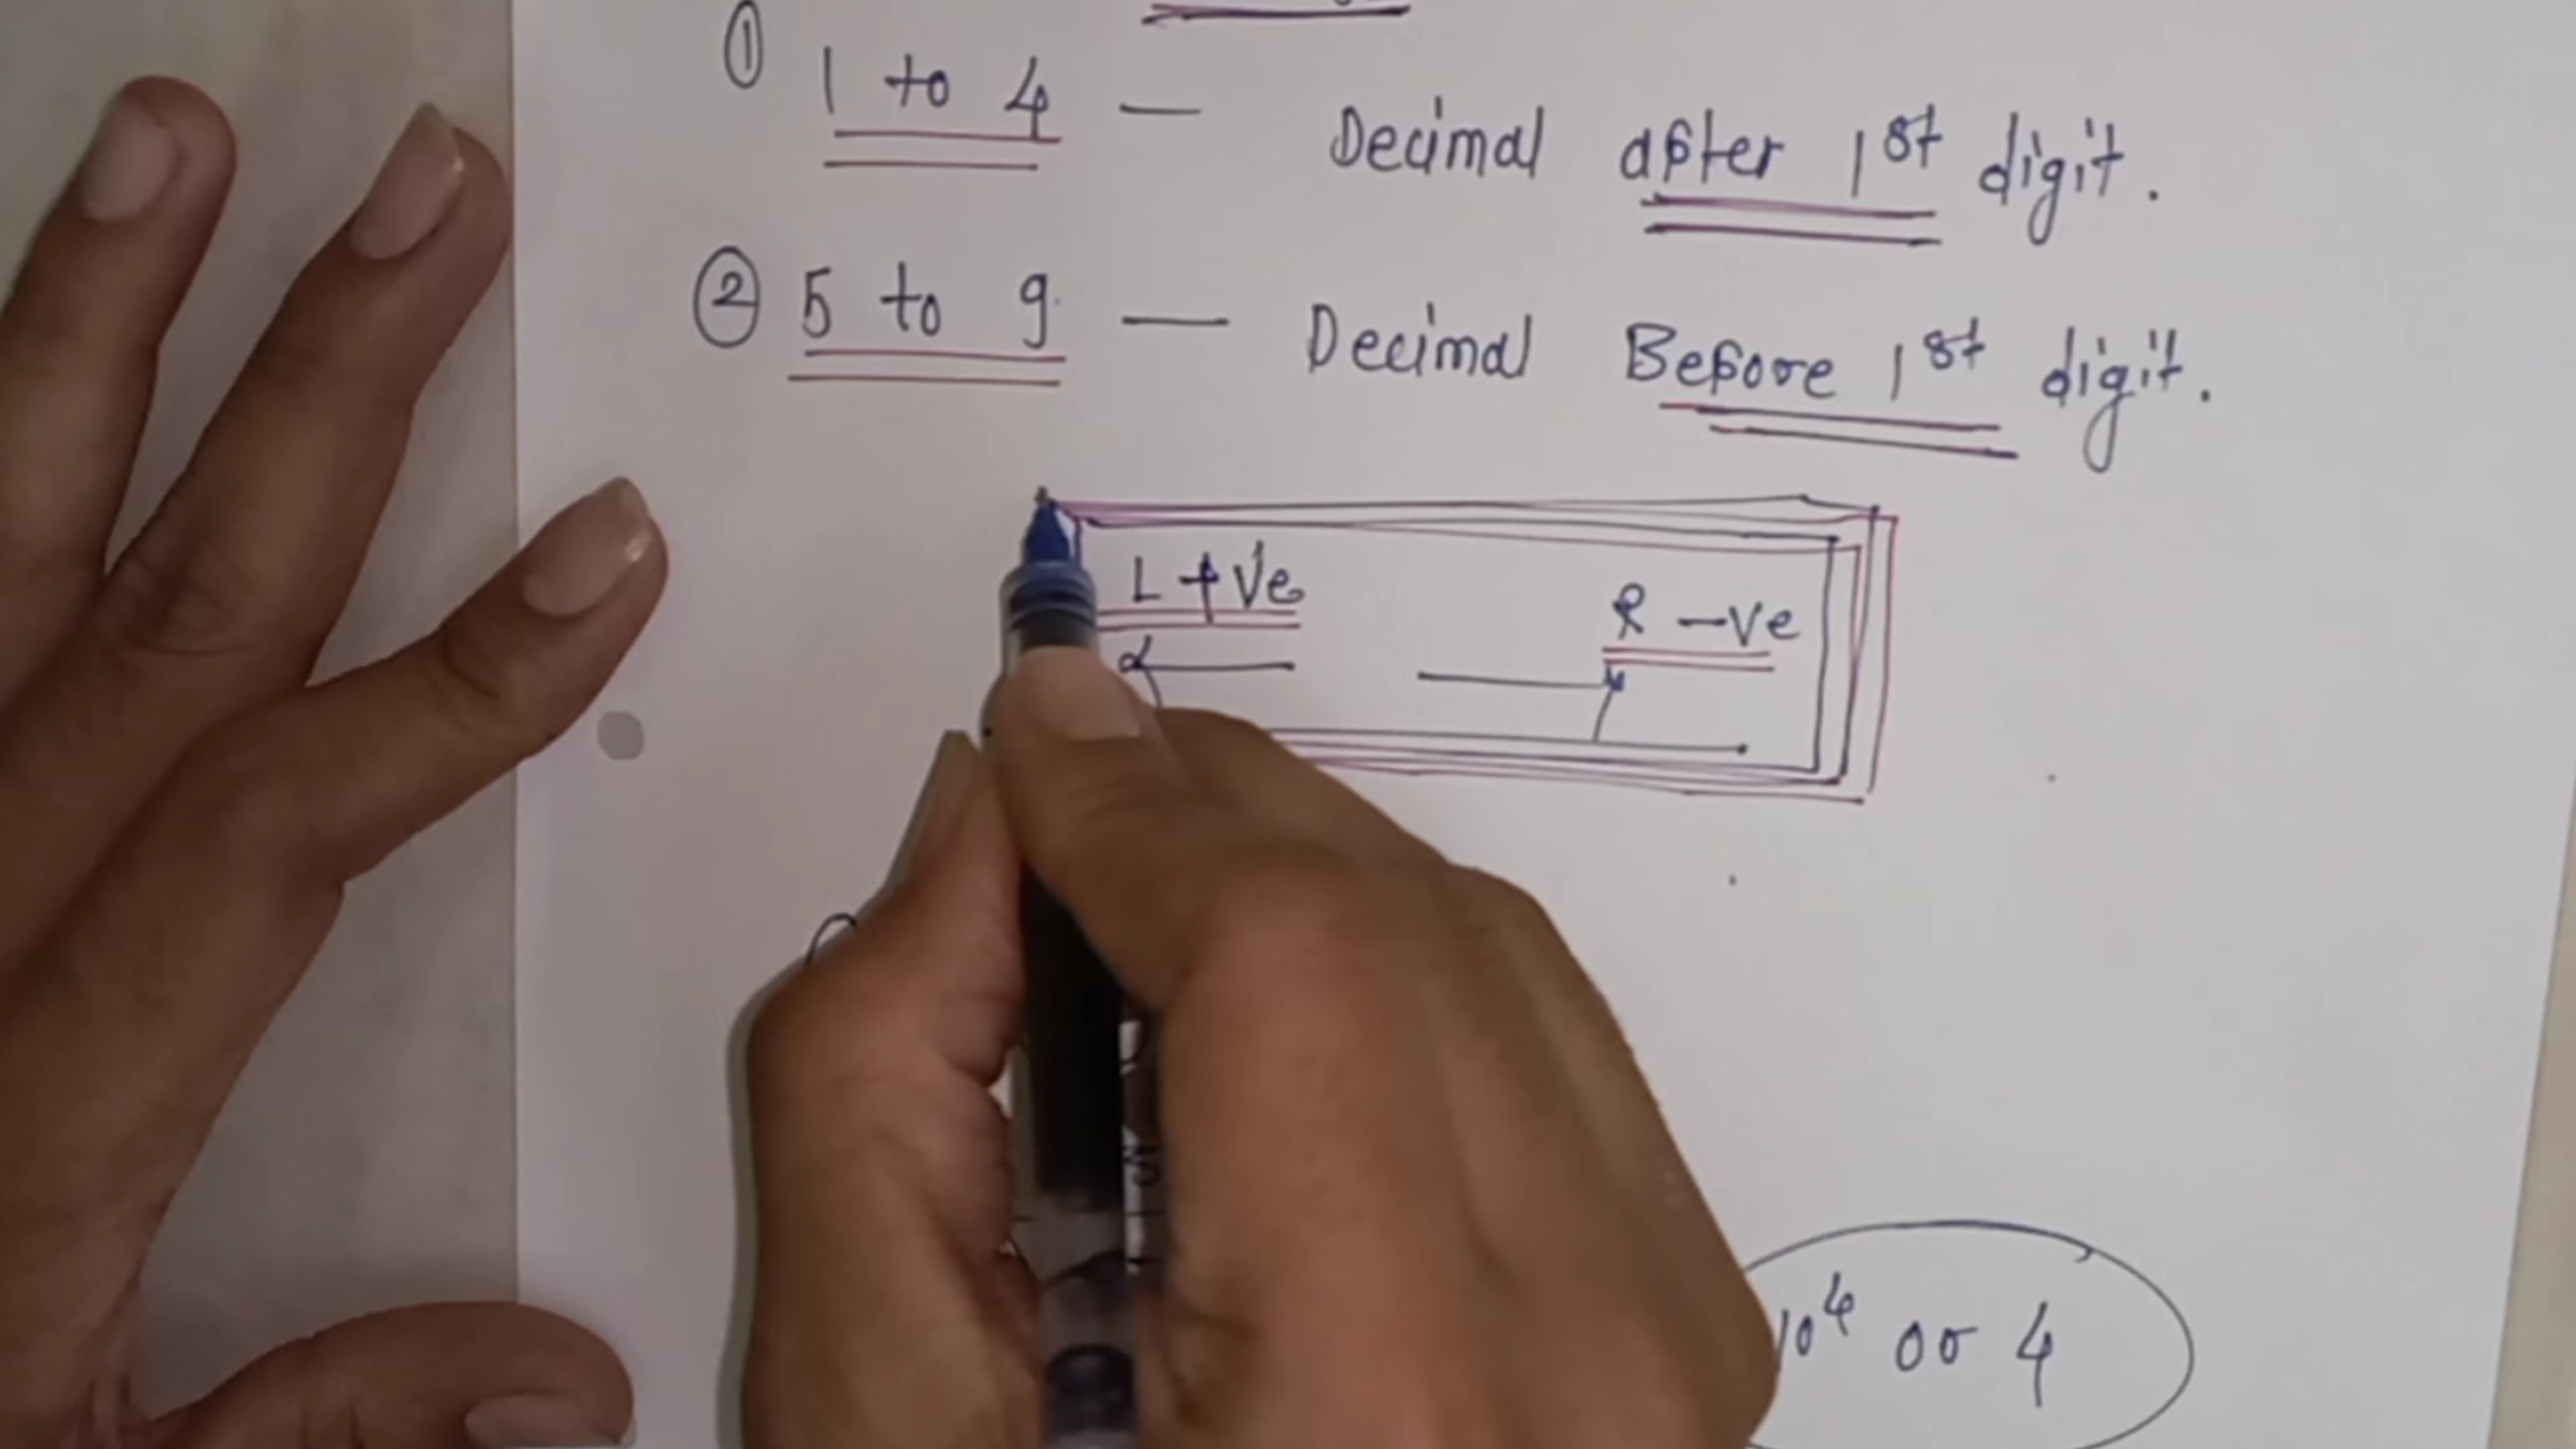 ① 1 to 4 — Decimal after 1st digit.
② 5 to 9 — Decimal Before 1st digit.
L +Ve R -Ve
10⁴ or 4